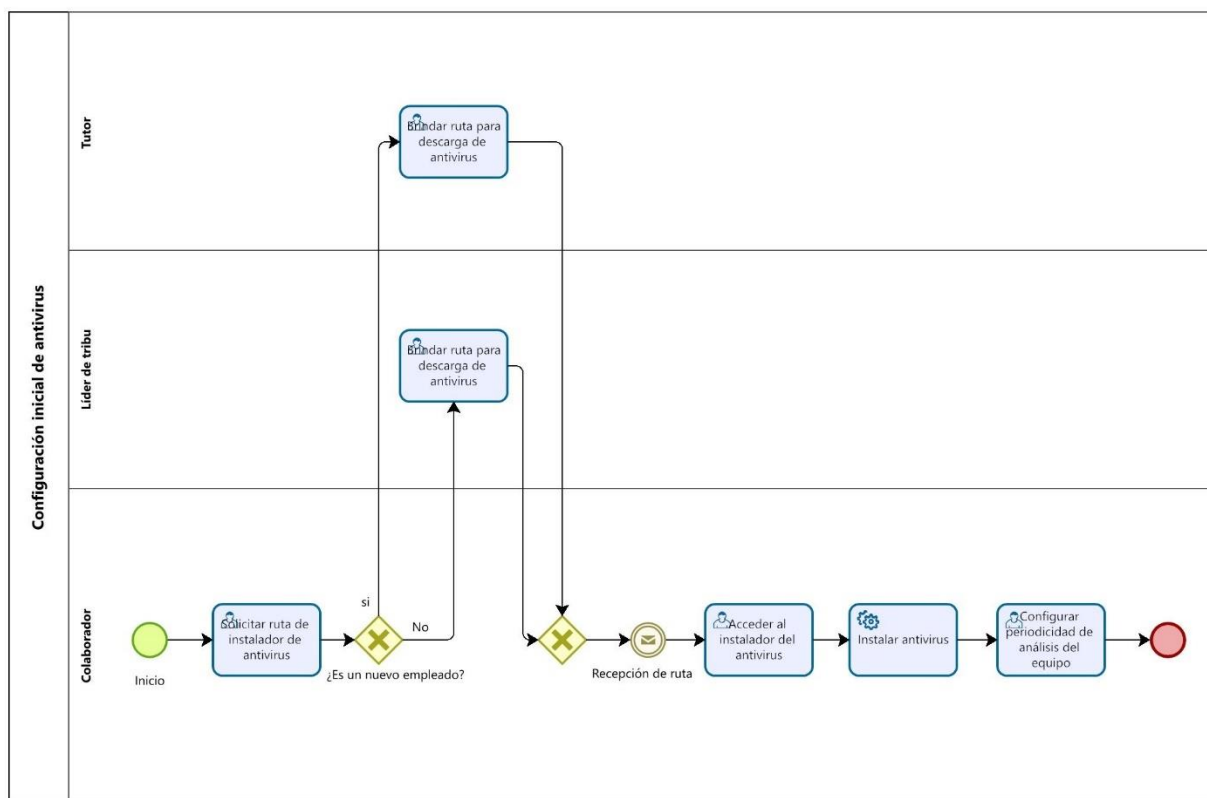 Configuración inicial de antivirus
Tutor
Brindar ruta para
descarga de
antivirus
Líder de tribu
Brindar ruta para
descarga de
antivirus
Colaborador
Inicio
Solicitar ruta de
instalador de
antivirus
si
No
¿Es un nuevo empleado?
Recepción de ruta
Acceder al
instalador del
antivirus
Instalar antivirus
Configurar
periodicidad de
análisis del
equipo